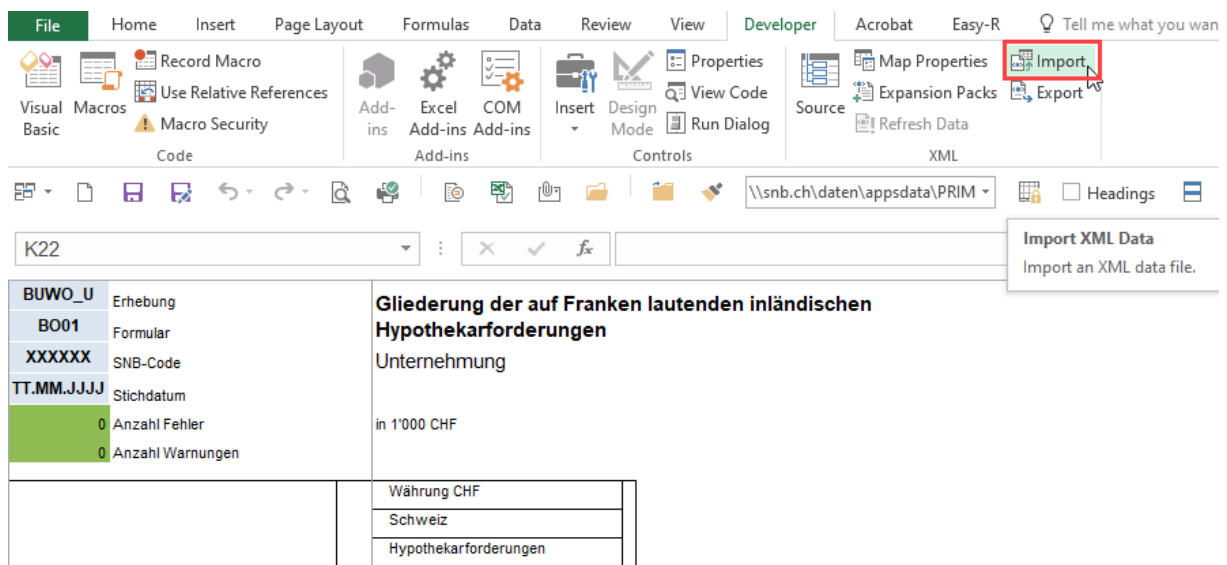 File Home Insert Page Layout Formulas Data Review View Developer Acrobat Easy-R Tell me what you wan
Visual Basic
Macros
Record Macro
Use Relative References
Macro Security
Code
Add-ins
Excel Add-ins
COM Add-ins
Add-ins
Insert
Design Mode
Properties
View Code
Run Dialog
Controls
Source
Map Properties
Expansion Packs
Refresh Data
Import
Export
XML
\\snb.ch\daten\appsdata\PRIM
Headings
K22
fx
Import XML Data
Import an XML data file.
BUWO_U Erhebung
BO01 Formular
XXXXXX SNB-Code
TT.MM.JJJJ Stichdatum
0 Anzahl Fehler
0 Anzahl Warnungen
Gliederung der auf Franken lautenden inländischen
Hypothekarforderungen
Unternehmung
in 1'000 CHF
Währung CHF
Schweiz
Hypothekarforderungen